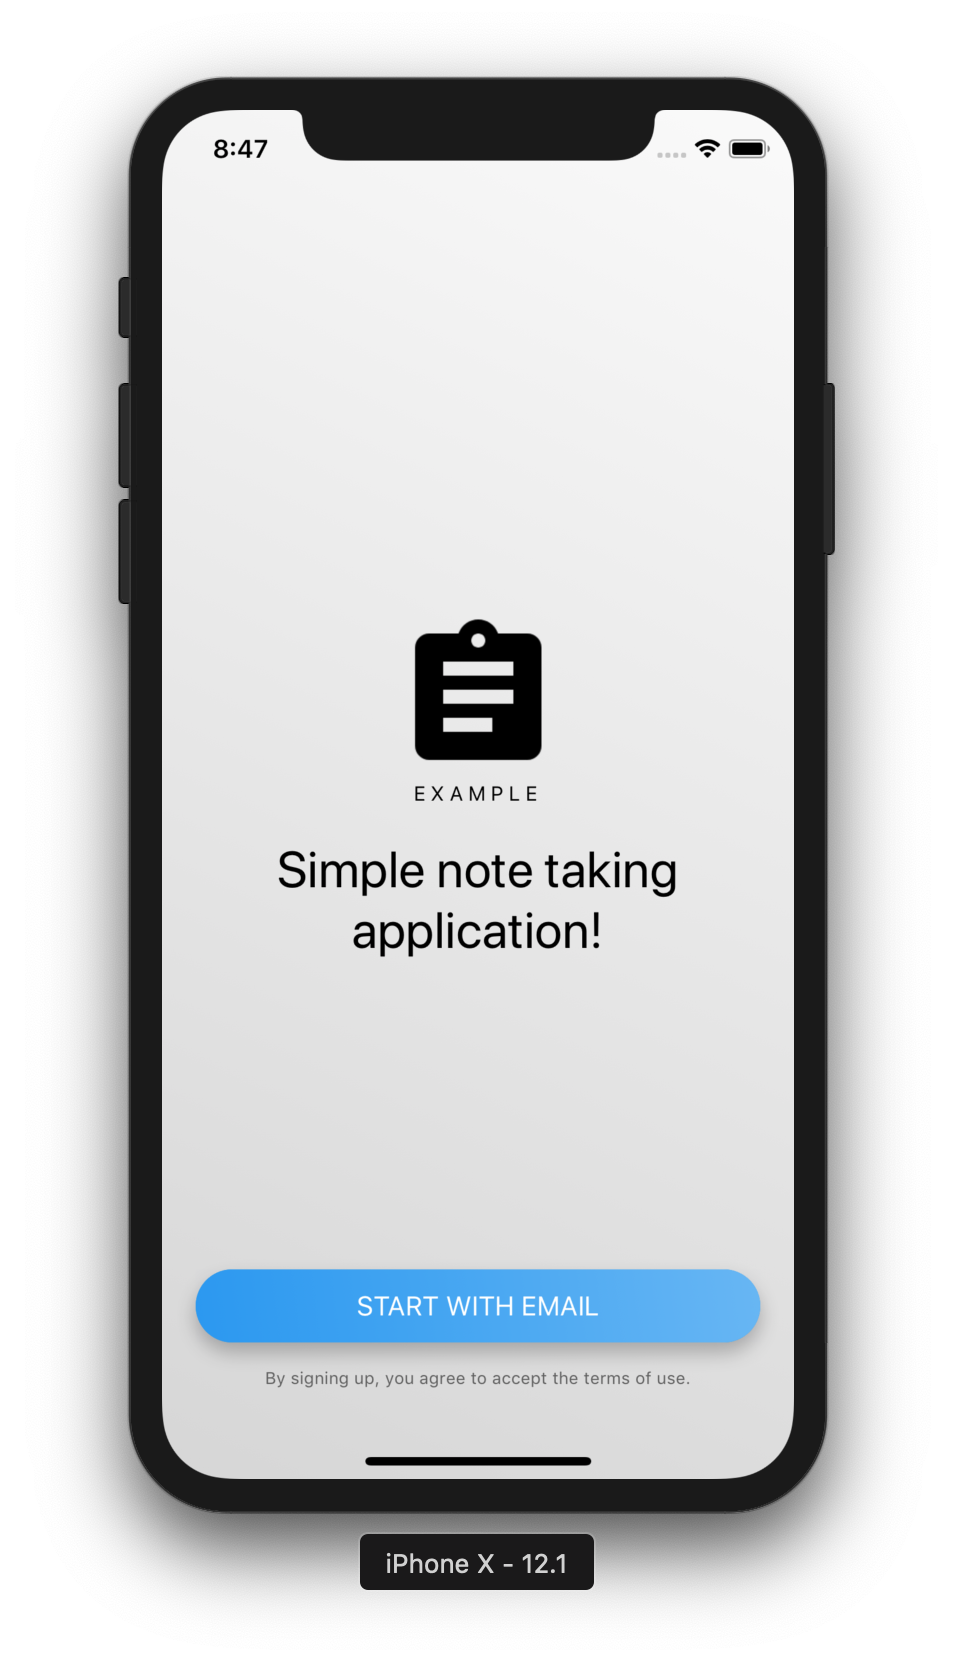 8:47
EXAMPLE
Simple note taking
application!
START WITH EMAIL
By signing up, you agree to accept the terms of use.
iPhone X - 12.1